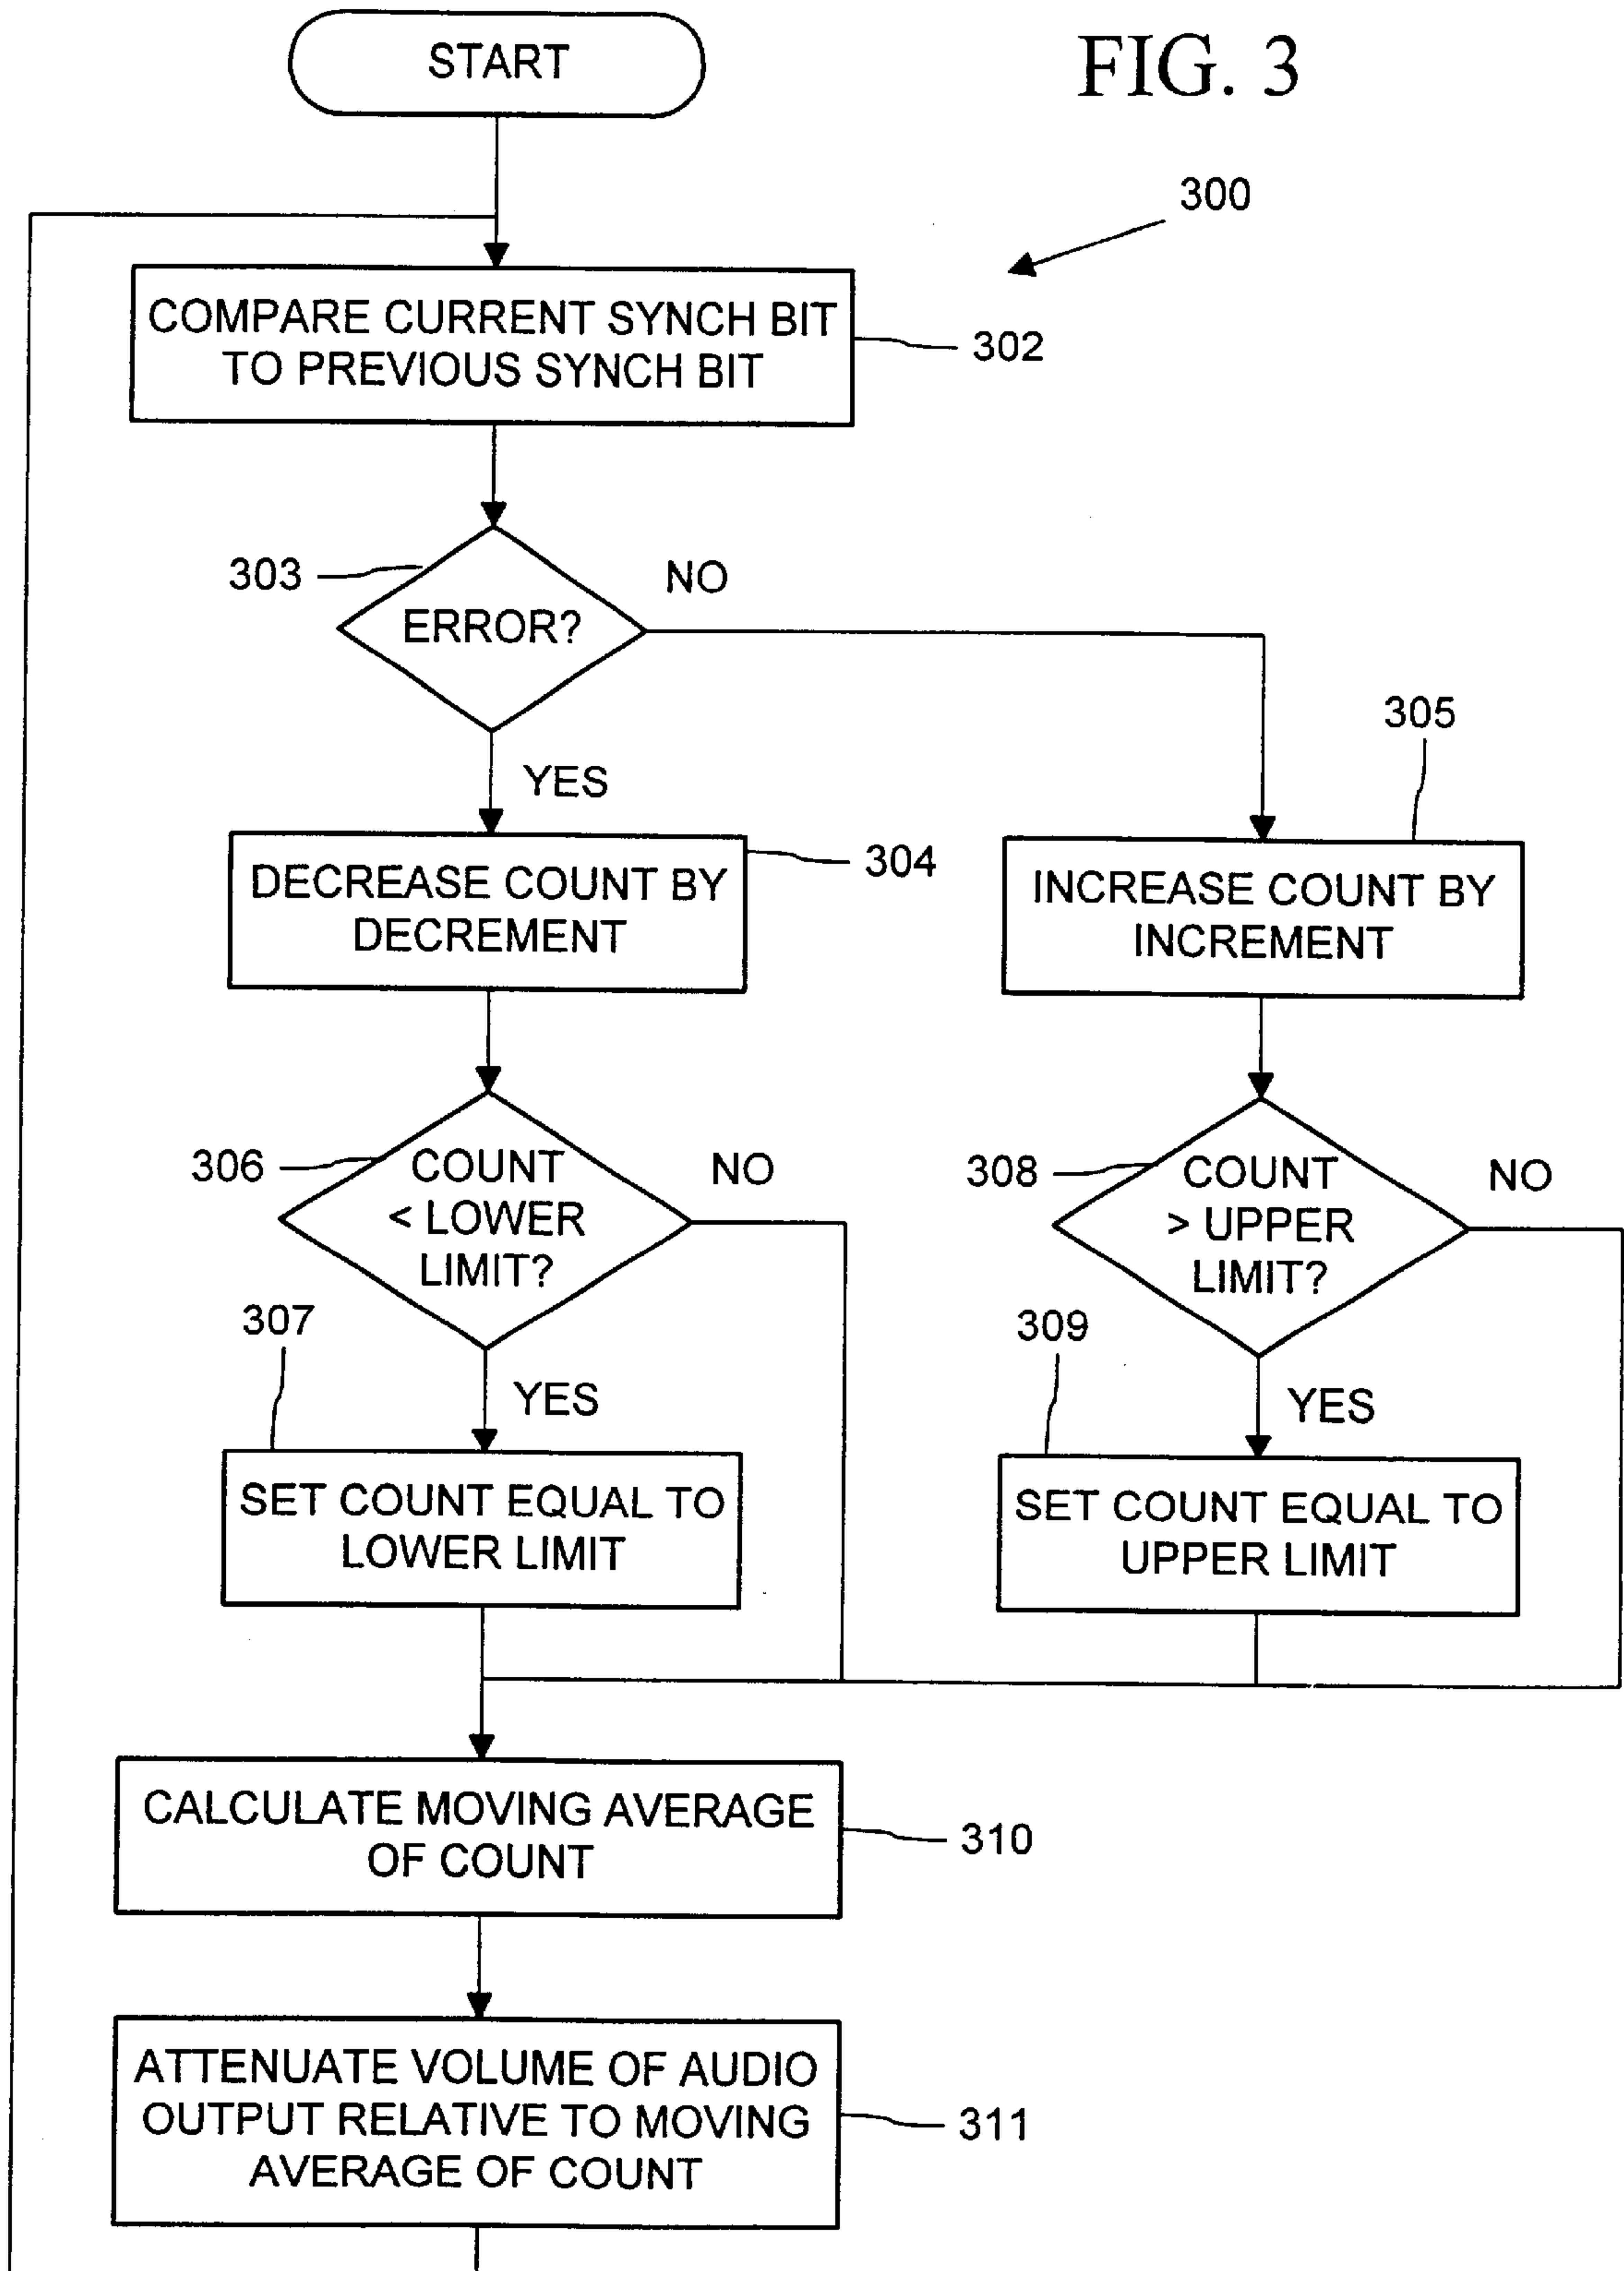 START
FIG. 3
300
COMPARE CURRENT SYNCH BIT
TO PREVIOUS SYNCH BIT
302
303
ERROR?
NO
YES
305
DECREASE COUNT BY
DECREMENT
304
INCREASE COUNT BY
INCREMENT
306
COUNT
< LOWER
LIMIT?
NO
308
COUNT
> UPPER
LIMIT?
NO
307
YES
309
YES
SET COUNT EQUAL TO
LOWER LIMIT
SET COUNT EQUAL TO
UPPER LIMIT
CALCULATE MOVING AVERAGE
OF COUNT
310
ATTENUATE VOLUME OF AUDIO
OUTPUT RELATIVE TO MOVING
AVERAGE OF COUNT
311